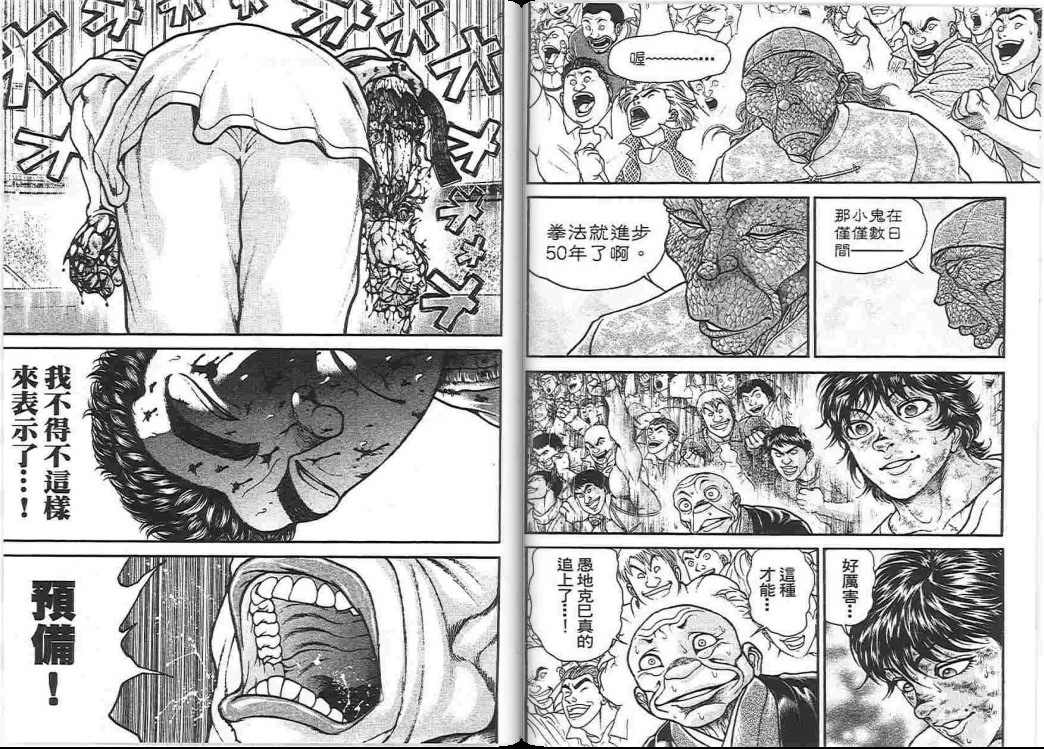 喔~~~~~~~…
那小鬼在
僅僅數日
間——
拳法就進步
50年了啊。
好厲害…
這種
才能…
愚地克巳真的
追上了…！
我不得不這樣
來表示了…！
預備！